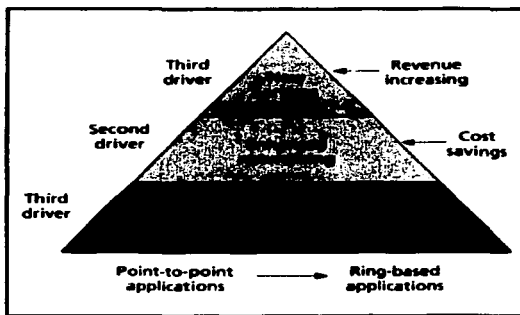 Third
driver
Revenue
increasing
Second
driver
Cost
savings
Third
driver
Point-to-point
applications
Ring-based
applications